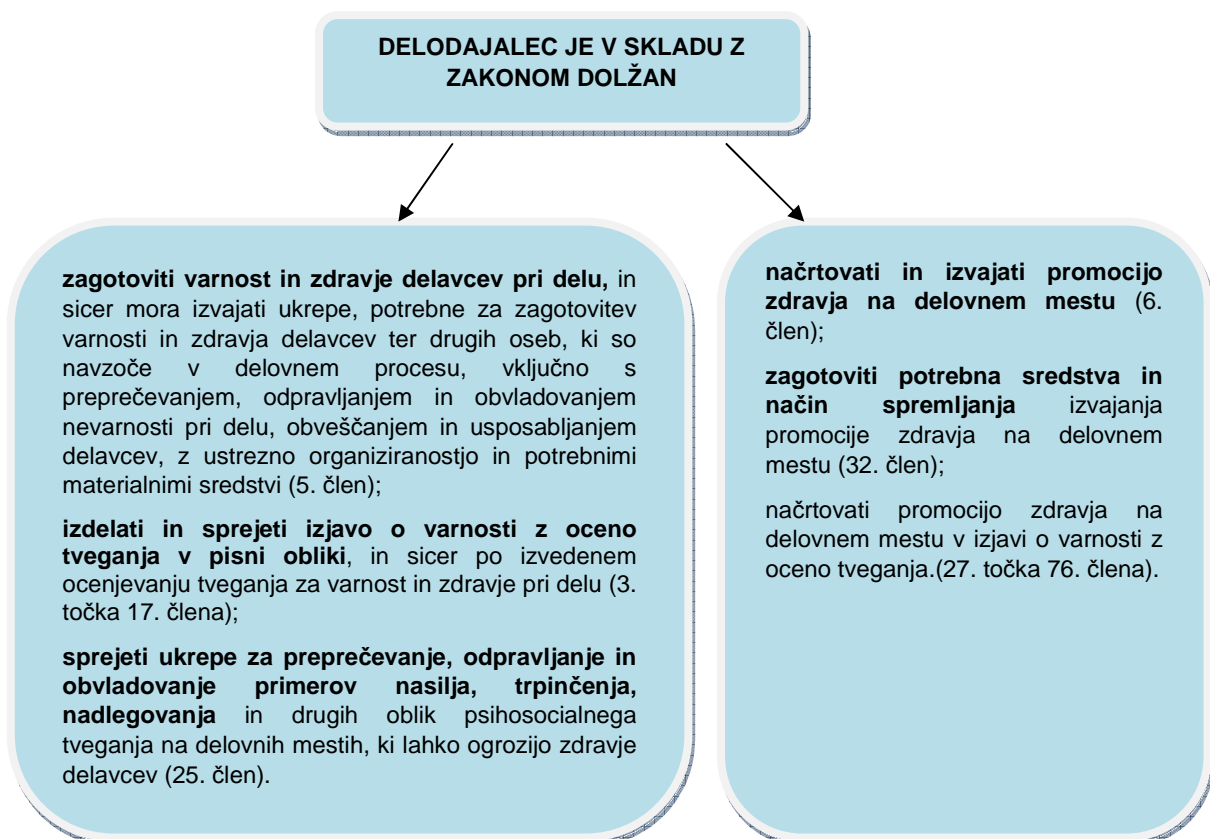 DELODAJALEC JE V SKLADU Z
ZAKONOM DOLŽAN
zagotoviti varnost in zdravje delavcev pri delu, in
sicer mora izvajati ukrepe, potrebne za zagotovitev
varnosti in zdravja delavcev ter drugih oseb, ki so
navzoče v delovnem procesu, vključno s
preprečevanjem, odpravljanjem in obvladovanjem
nevarnosti pri delu, obveščanjem in usposabljanjem
delavcev, z ustrezno organiziranostjo in potrebnimi
materialnimi sredstvi (5. člen);
izdelati in sprejeti izjavo o varnosti z oceno
tveganja v pisni obliki, in sicer po izvedenem
ocenjevanju tveganja za varnost in zdravje pri delu (3.
točka 17. člena);
sprejeti ukrepe za preprečevanje, odpravljanje in
obvladovanje primerov nasilja, trpinčenja,
nadlegovanja in drugih oblik psihosocialnega
tveganja na delovnih mestih, ki lahko ogrozijo zdravje
delavcev (25. člen).
načrtovati in izvajati promocijo
zdravja na delovnem mestu (6.
člen);
zagotoviti potrebna sredstva in
način spremljanja izvajanja
promocije zdravja na delovnem
mestu (32. člen);
načrtovati promocijo zdravja na
delovnem mestu v izjavi o varnosti z
oceno tveganja.(27. točka 76. člena).